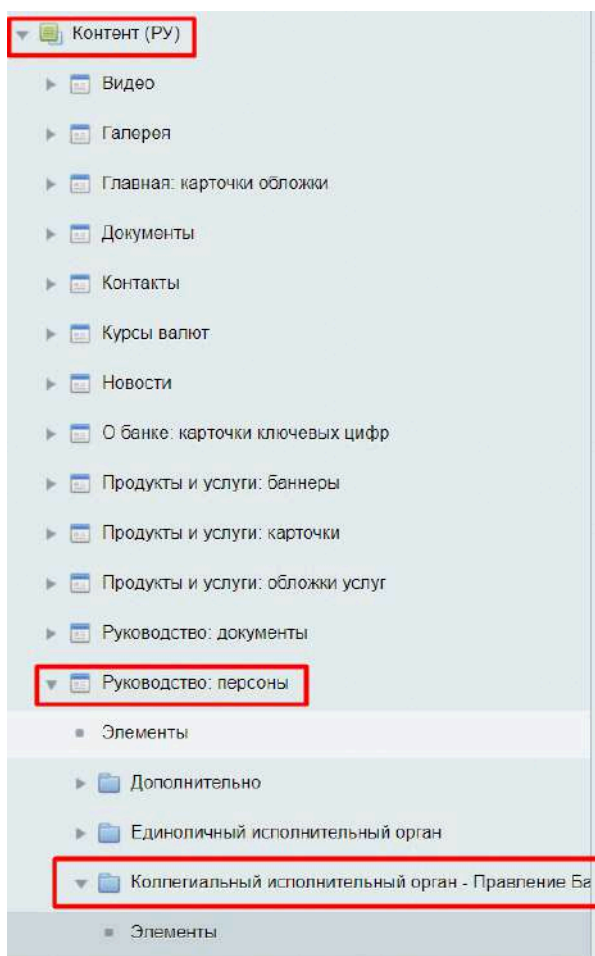 Контент (РУ)
Видео
Галерея
Главная: карточки обложки
Документы
Контакты
Курсы валют
Новости
О банке: карточки ключевых цифр
Продукты и услуги: баннеры
Продукты и услуги: карточки
Продукты и услуги: обложки услуг
Руководство: документы
Руководство: персоны
Элементы
Дополнительно
Единоличный исполнительный орган
Коллегиальный исполнительный орган - Правление Ба
Элементы